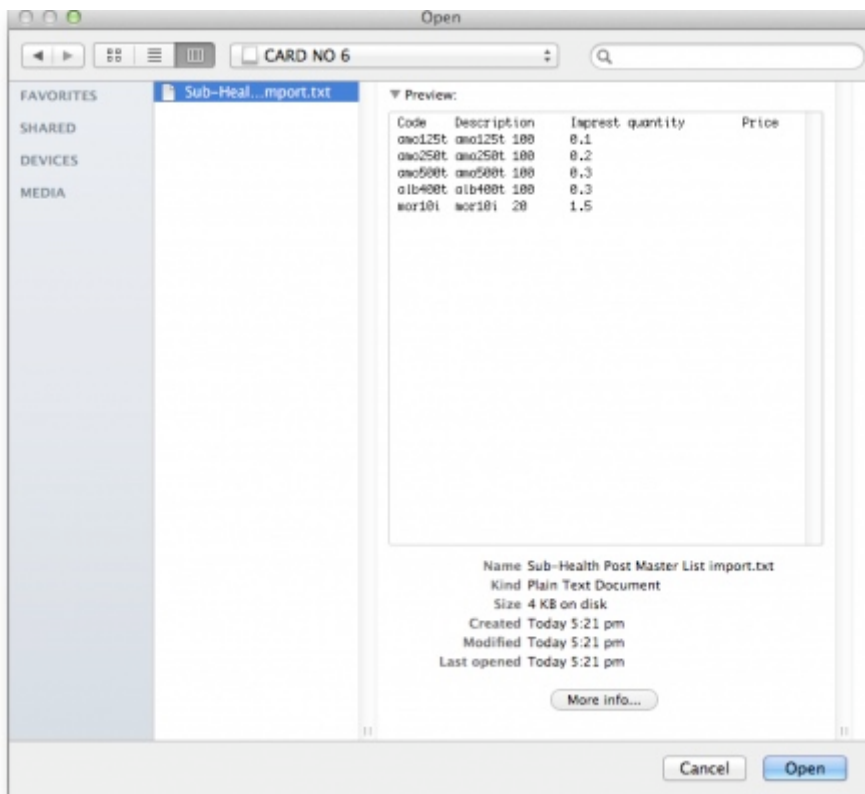 Open
CARD NO 6
FAVORITES
SHARED
DEVICES
MEDIA
Sub-Heal...mport.txt
Preview:
Code Description Imprest quantity Price
amo125t amo125t 100 0.1
amo250t amo250t 100 0.2
amo500t amo500t 100 0.3
alb400t alb400t 100 0.3
mor10i mor10i 20 1.5
Name Sub-Health Post Master List import.txt
Kind Plain Text Document
Size 4 KB on disk
Created Today 5:21 pm
Modified Today 5:21 pm
Last opened Today 5:21 pm
More info...
Cancel Open